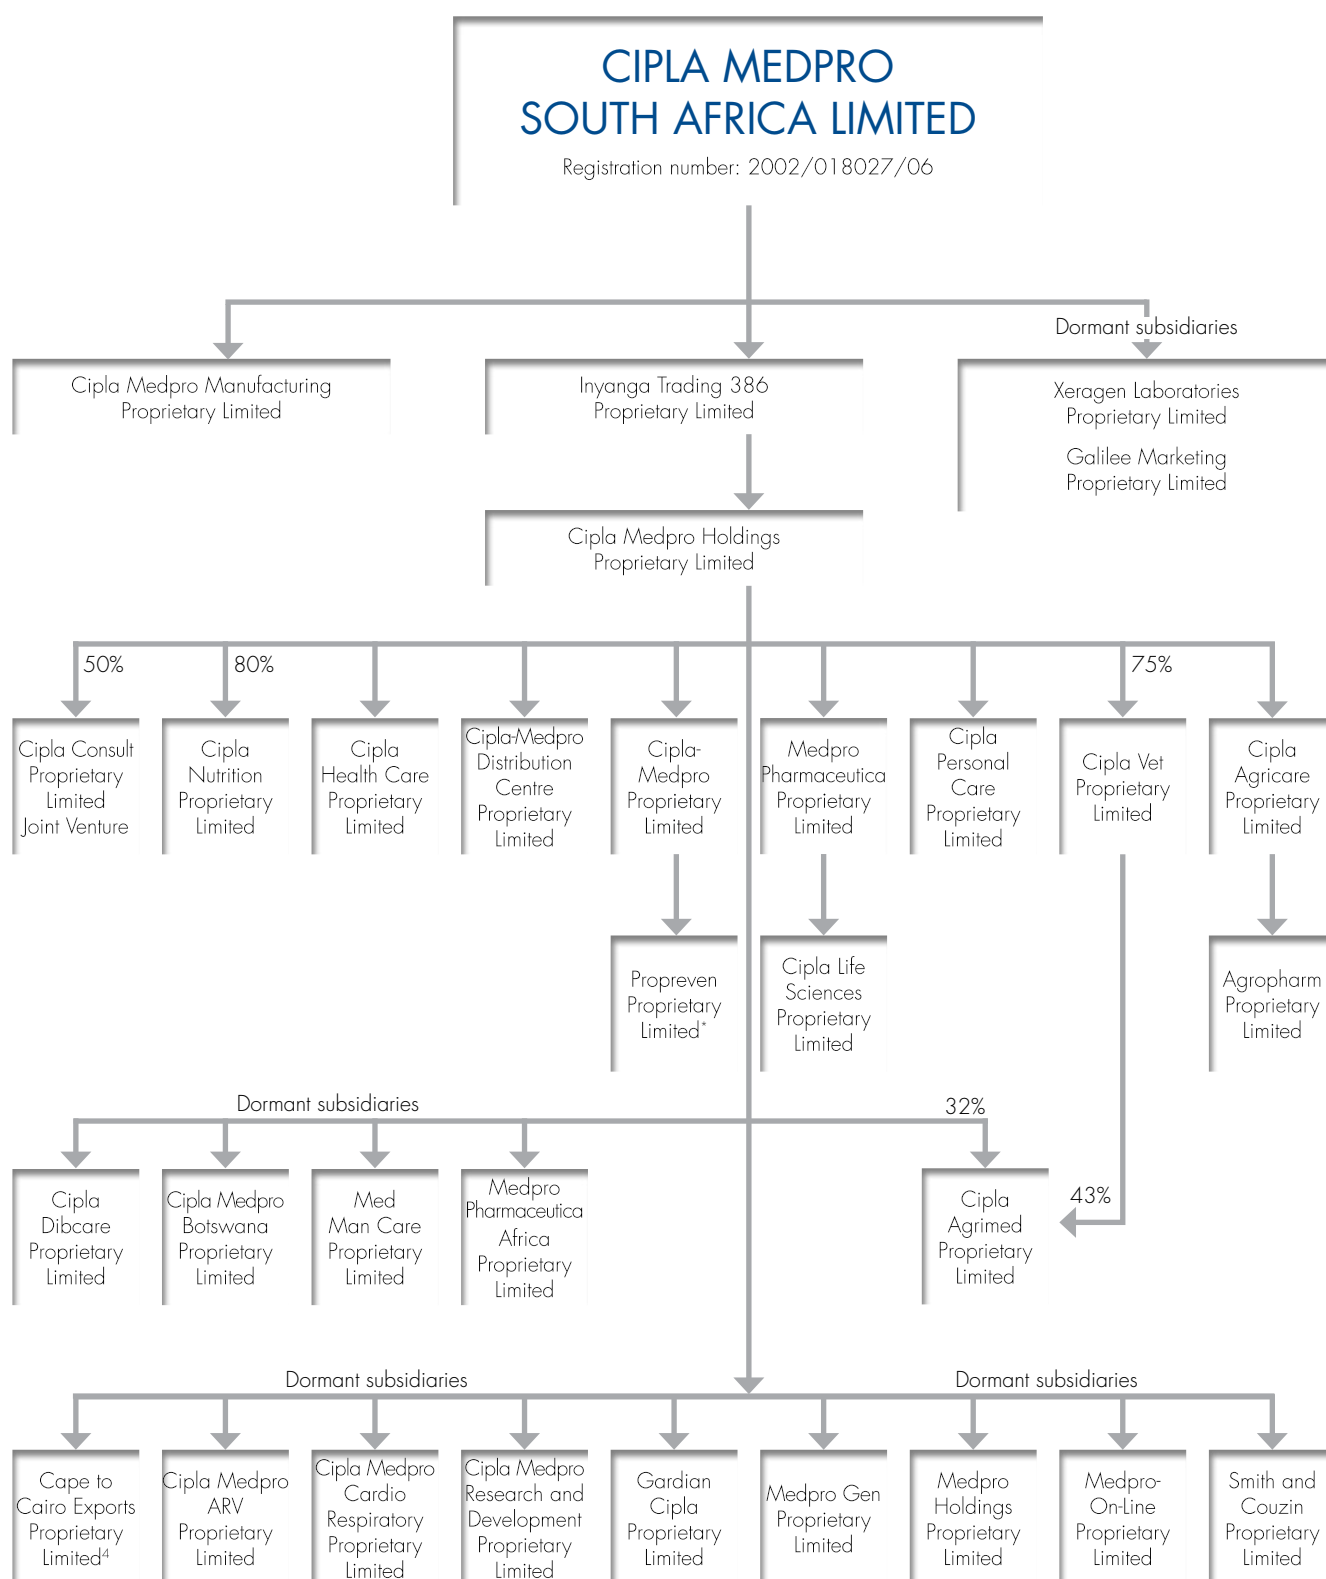 CIPLA MEDPRO
SOUTH AFRICA LIMITED
Registration number: 2002/018027/06
Dormant subsidiaries
Cipla Medpro Manufacturing
Proprietary Limited
Inyanga Trading 386
Proprietary Limited
Xeragen Laboratories
Proprietary Limited
Galilee Marketing
Proprietary Limited
Cipla Medpro Holdings
Proprietary Limited
50%
80%
75%
Cipla Consult
Proprietary
Limited
Joint Venture
Cipla
Nutrition
Proprietary
Limited
Cipla
Health Care
Proprietary
Limited
Cipla-Medpro
Distribution
Centre
Proprietary
Limited
Cipla-
Medpro
Proprietary
Limited
Medpro
Pharmaceutica
Proprietary
Limited
Cipla
Personal
Care
Proprietary
Limited
Cipla Vet
Proprietary
Limited
Cipla
Agricare
Proprietary
Limited
Propreven
Proprietary
Limited*
Cipla Life
Sciences
Proprietary
Limited
Agropharm
Proprietary
Limited
Dormant subsidiaries
32%
Cipla
Dibcare
Proprietary
Limited
Cipla Medpro
Botswana
Proprietary
Limited
Med
Man Care
Proprietary
Limited
Medpro
Pharmaceutica
Africa
Proprietary
Limited
Cipla
Agrimed
Proprietary
Limited
43%
Dormant subsidiaries
Dormant subsidiaries
Cape to
Cairo Exports
Proprietary
Limited⁴
Cipla Medpro
ARV
Proprietary
Limited
Cipla Medpro
Cardio
Respiratory
Proprietary
Limited
Cipla Medpro
Research and
Development
Proprietary
Limited
Gardian
Cipla
Proprietary
Limited
Medpro Gen
Proprietary
Limited
Medpro
Holdings
Proprietary
Limited
Medpro-
On-Line
Proprietary
Limited
Smith and
Couzin
Proprietary
Limited